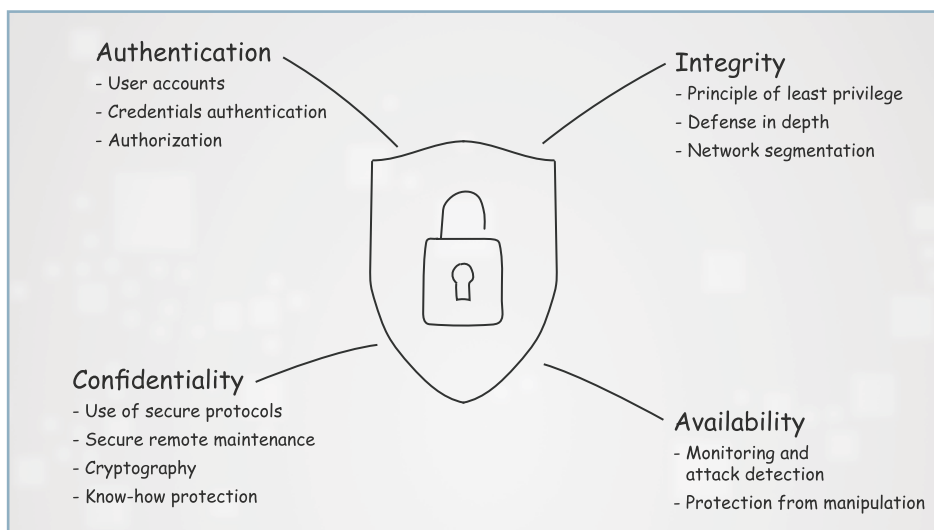 Authentication
- User accounts
- Credentials authentication
- Authorization
Integrity
- Principle of least privilege
- Defense in depth
- Network segmentation
Confidentiality
- Use of secure protocols
- Secure remote maintenance
- Cryptography
- Know-how protection
Availability
- Monitoring and
attack detection
- Protection from manipulation